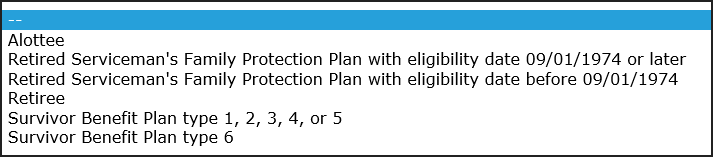 --
Alottee
Retired Serviceman's Family Protection Plan with eligibility date 09/01/1974 or later
Retired Serviceman's Family Protection Plan with eligibility date before 09/01/1974
Retiree
Survivor Benefit Plan type 1, 2, 3, 4, or 5
Survivor Benefit Plan type 6